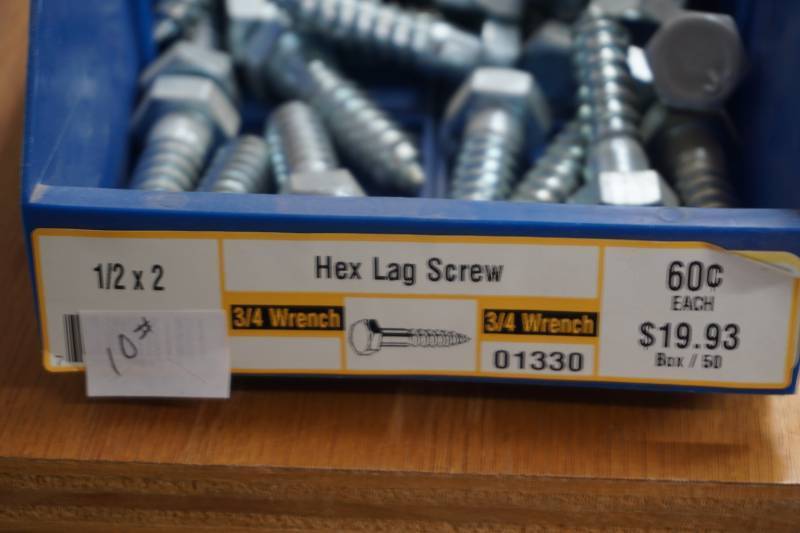 1/2 x 2
Hex Lag Screw
3/4 Wrench
3/4 Wrench
01330
60¢
EACH
$19.93
Box / 50
10#
7